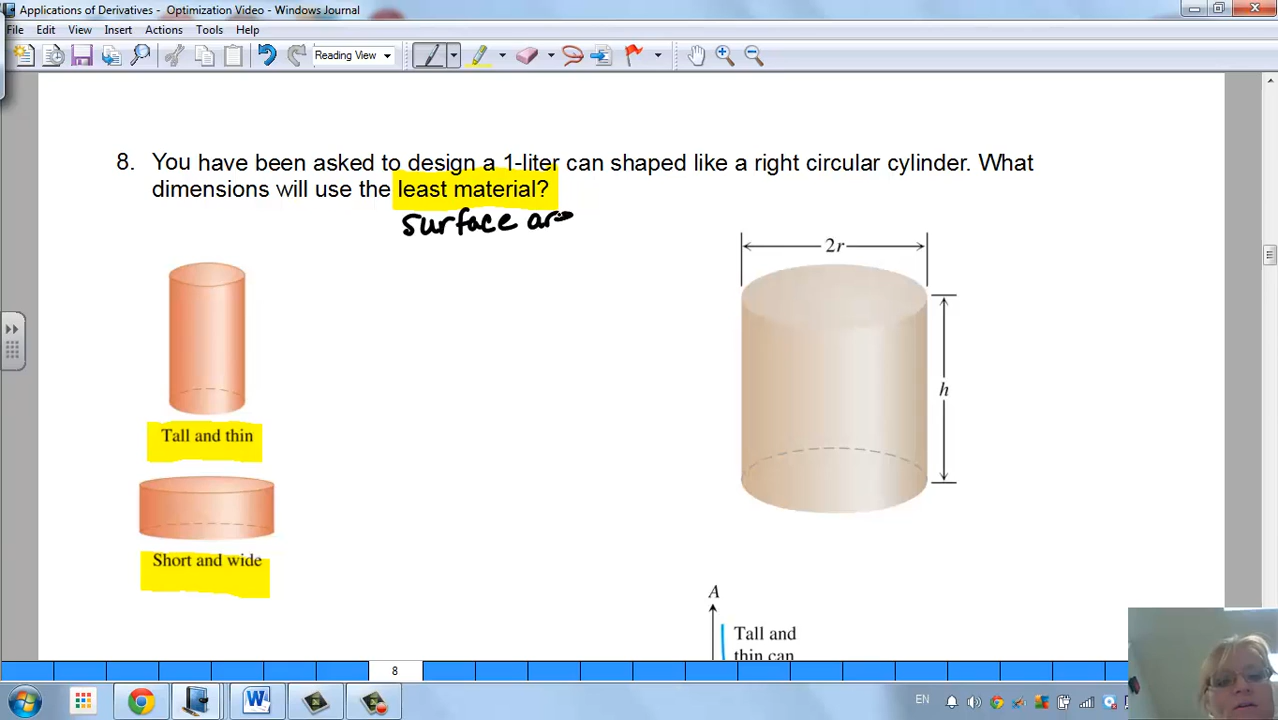 Applications of Derivatives - Optimization Video - Windows Journal
File Edit View Insert Actions Tools Help
Reading View
8. You have been asked to design a 1-liter can shaped like a right circular cylinder. What
dimensions will use the least material?
surface are
2r
h
Tall and thin
Short and wide
A
Tall and
thin can
8
EN